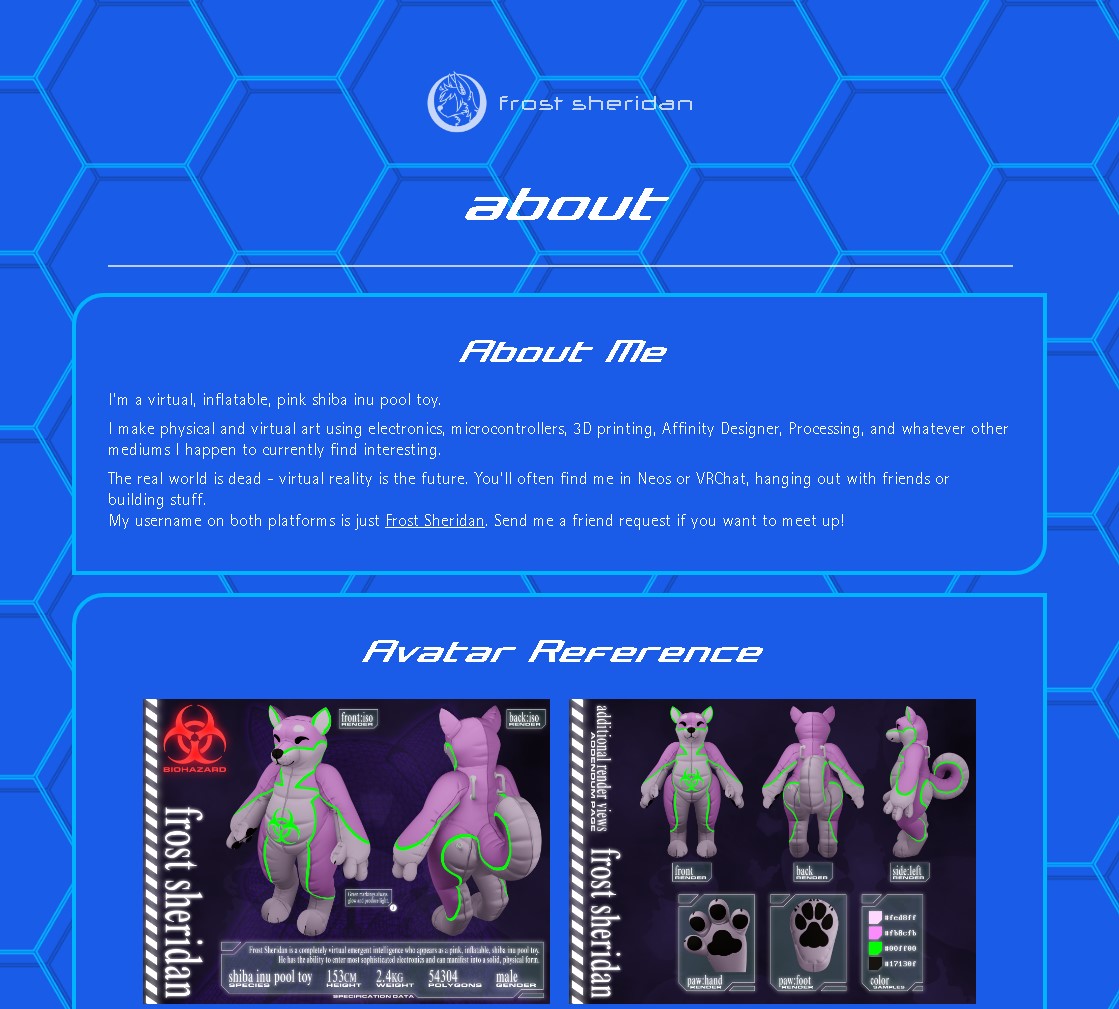 frost sheridan
about
About Me
I'm a virtual, inflatable, pink shiba inu pool toy.
I make physical and virtual art using electronics, microcontrollers, 3D printing, Affinity Designer, Processing, and whatever other
mediums I happen to currently find interesting.
The real world is dead - virtual reality is the future. You'll often find me in Neos or VRChat, hanging out with friends or
building stuff.
My username on both platforms is just Frost Sheridan. Send me a friend request if you want to meet up!
Avatar Reference
BIOHAZARD
frost sheridan
front:iso
RENDER
back:iso
RENDER
Green markings always
glow and produce light.
Frost Sheridan is a completely virtual emergent intelligence who appears as a pink, inflatable, shiba inu pool toy.
He has the ability to enter most sophisticated electronics and can manifest into a solid, physical form.
shiba inu pool toy 153CM 2.4KG 54304 male
SPECIES HEIGHT WEIGHT POLYGONS GENDER
SPECIFICATION DATA
additional render views
ADDENDUM PAGE
frost sheridan
front
RENDER
back
RENDER
side:left
RENDER
paw:hand
RENDER
paw:foot
RENDER
#fcd8ff
#fb8cfb
#00ff00
#17130f
color
SAMPLES